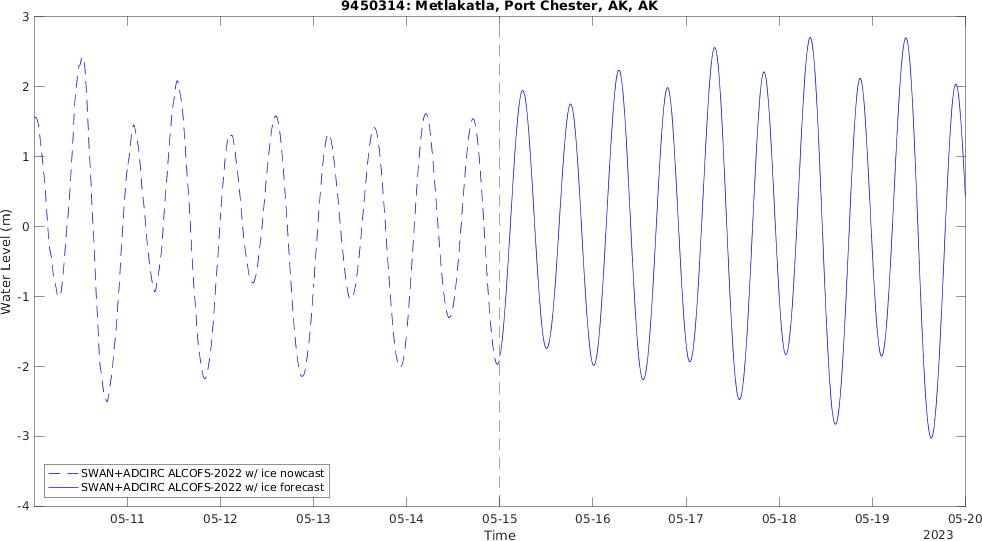 9450314: Metlakatla, Port Chester, AK, AK
3
2
1
0
-1
-2
-3
-4
Water Level (m)
SWAN+ADCIRC ALCOFS-2022 w/ ice nowcast
SWAN+ADCIRC ALCOFS-2022 w/ ice forecast
05-11 05-12 05-13 05-14 05-15 05-16 05-17 05-18 05-19 05-20
Time
2023